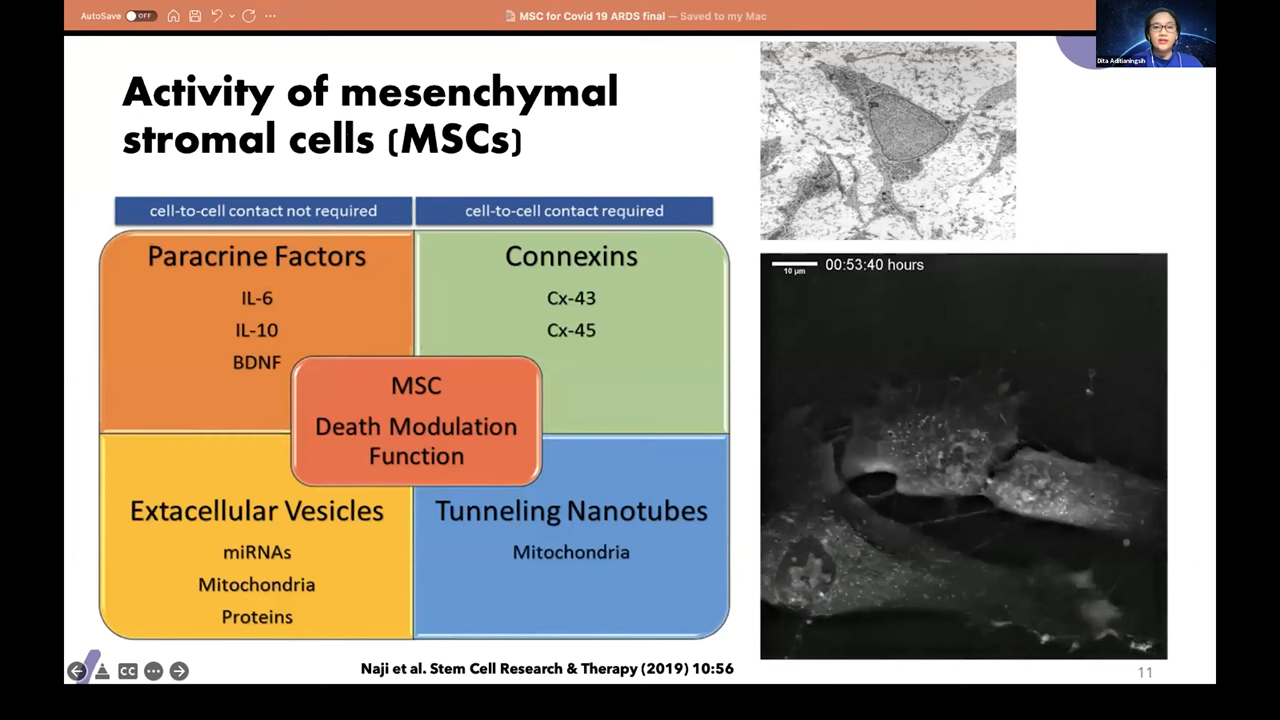 AutoSave OFF
MSC for Covid 19 ARDS final — Saved to my Mac
Dita Aditianingsih
Activity of mesenchymal
stromal cells (MSCs)
cell-to-cell contact not required
cell-to-cell contact required
Paracrine Factors
IL-6
IL-10
BDNF
Connexins
Cx-43
Cx-45
MSC
Death Modulation
Function
Extacellular Vesicles
miRNAs
Mitochondria
Proteins
Tunneling Nanotubes
Mitochondria
10 µm
00:53:40 hours
CC
Naji et al. Stem Cell Research & Therapy (2019) 10:56
11